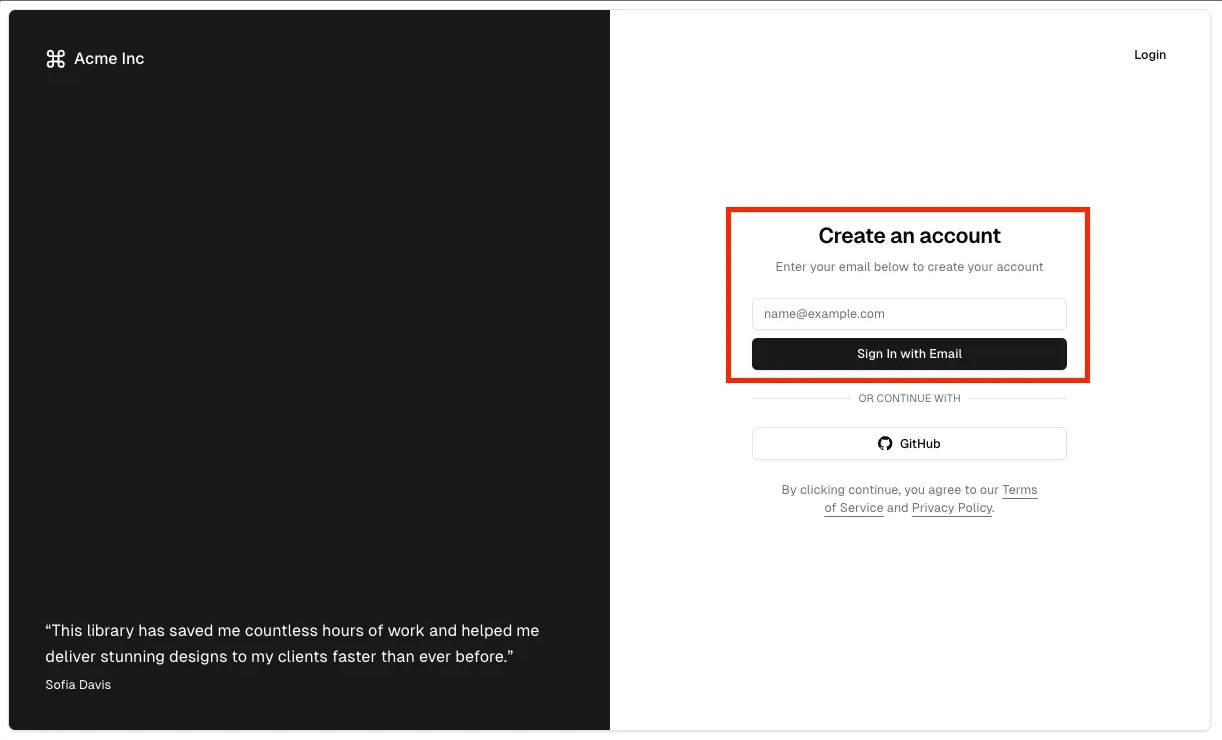 Acme Inc
Login
Create an account
Enter your email below to create your account
name@example.com
Sign In with Email
OR CONTINUE WITH
GitHub
By clicking continue, you agree to our Terms
of Service and Privacy Policy.
“This library has saved me countless hours of work and helped me
deliver stunning designs to my clients faster than ever before.”
Sofia Davis